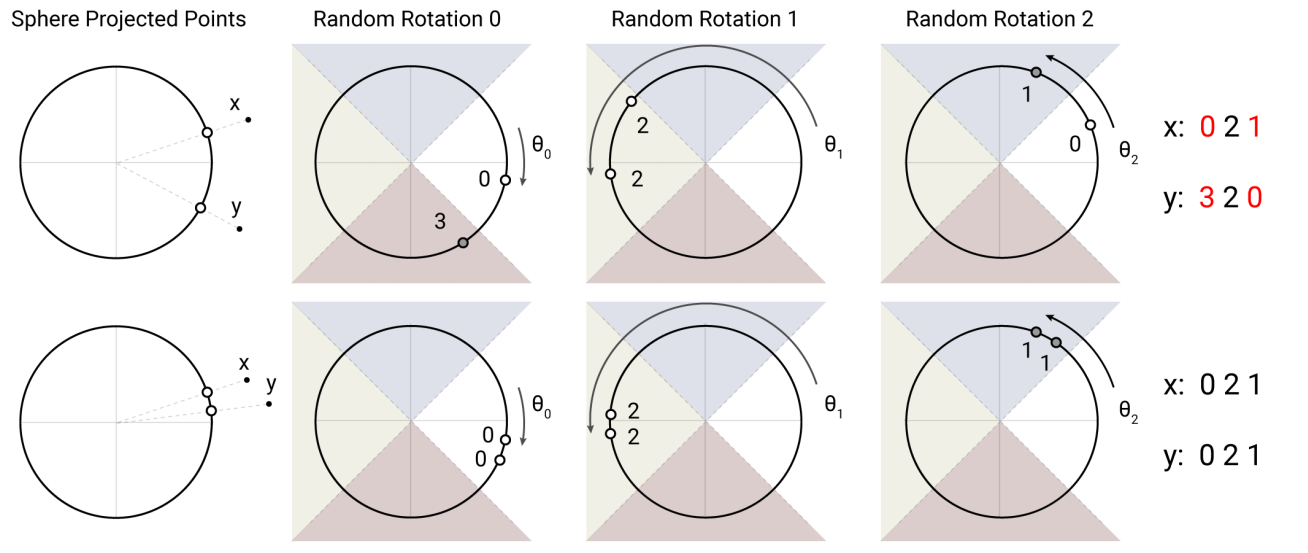 Sphere Projected Points
Random Rotation 0
Random Rotation 1
Random Rotation 2
x
y
0
3
θ0
2
2
θ1
1
0
θ2
x: 0 2 1
y: 3 2 0
x
y
0
0
θ0
2
2
θ1
1
1
θ2
x: 0 2 1
y: 0 2 1